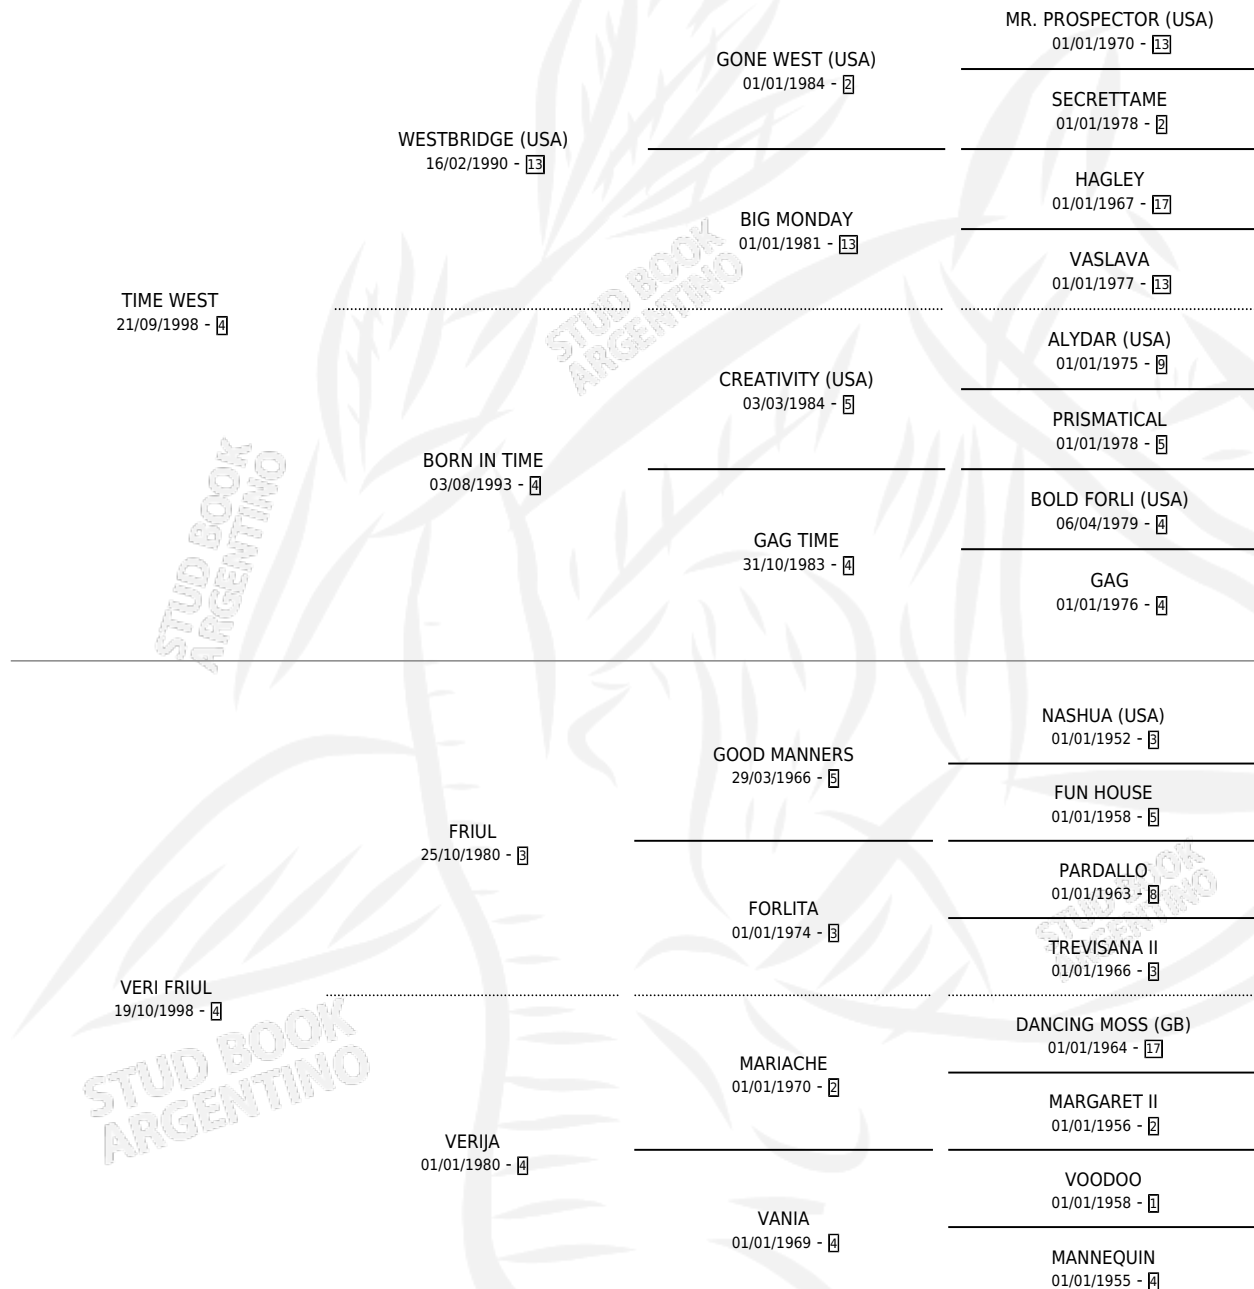 MR. PROSPECTOR (USA)
01/01/1970 - 13
GONE WEST (USA)
01/01/1984 - 2
SECRETTAME
01/01/1978 - 2
WESTBRIDGE (USA)
16/02/1990 - 13
HAGLEY
01/01/1967 - 17
BIG MONDAY
01/01/1981 - 13
VASLAVA
01/01/1977 - 13
TIME WEST
21/09/1998 - 4
STUD BOOK
ARGENTINO
ALYDAR (USA)
01/01/1975 - 9
CREATIVITY (USA)
03/03/1984 - 5
PRISMATICAL
01/01/1978 - 5
BORN IN TIME
03/08/1993 - 4
BOLD FORLI (USA)
06/04/1979 - 4
GAG TIME
31/10/1983 - 4
GAG
01/01/1976 - 4
STUD BOOK
ARGENTINO
NASHUA (USA)
01/01/1952 - 3
GOOD MANNERS
29/03/1966 - 5
FUN HOUSE
01/01/1958 - 5
FRIUL
25/10/1980 - 3
PARDALLO
01/01/1963 - 8
FORLITA
01/01/1974 - 3
STUD BOOK
ARGENTINO
TREVISANA II
01/01/1966 - 3
VERI FRIUL
19/10/1998 - 4
DANCING MOSS (GB)
01/01/1964 - 17
MARIACHE
01/01/1970 - 2
STUD BOOK
ARGENTINO
MARGARET II
01/01/1956 - 2
VERIJA
01/01/1980 - 4
VOODOO
01/01/1958 - 1
VANIA
01/01/1969 - 4
MANNEQUIN
01/01/1955 - 4